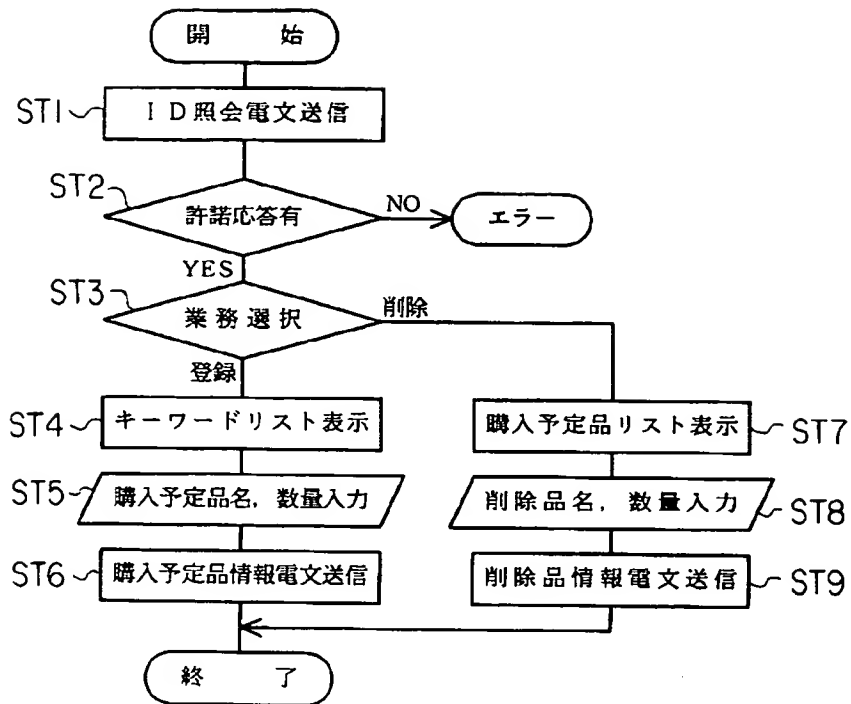 開 始
ST1 ID照会電文送信
ST2 許諾応答有 NO エラー
YES
ST3 業務選択 削除
登録
ST4 キーワードリスト表示 購入予定品リスト表示 ST7
ST5 購入予定品名，数量入力 削除品名，数量入力 ST8
ST6 購入予定品情報電文送信 削除品情報電文送信 ST9
終 了